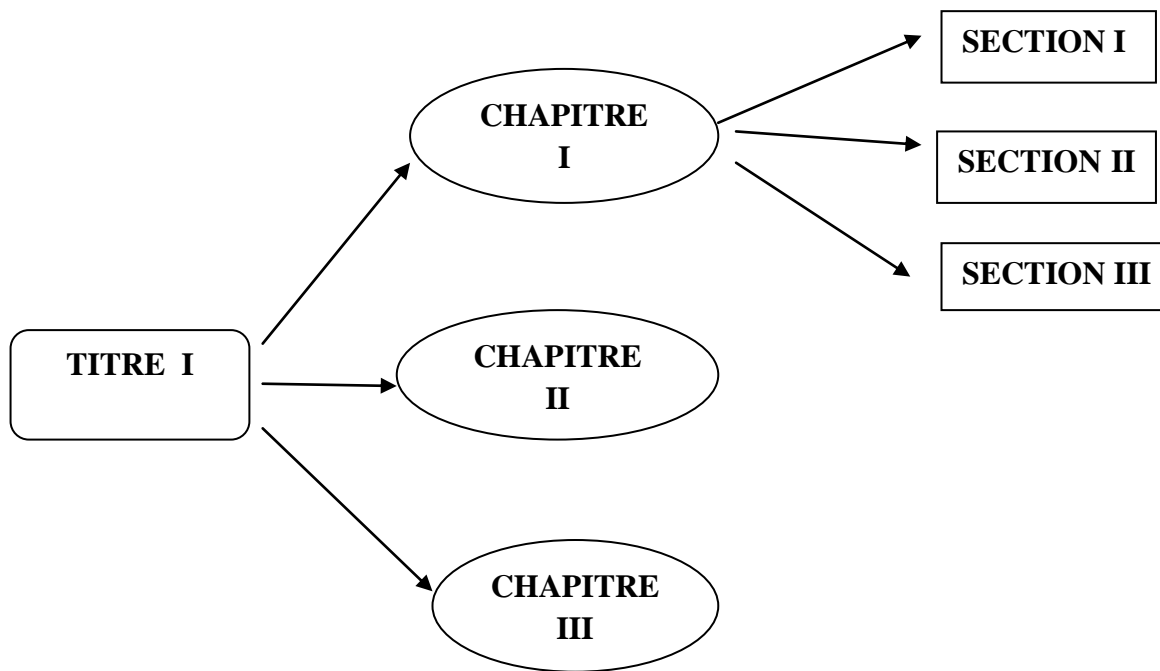 SECTION I
CHAPITRE
I
SECTION II
SECTION III
TITRE I
CHAPITRE
II
CHAPITRE
III